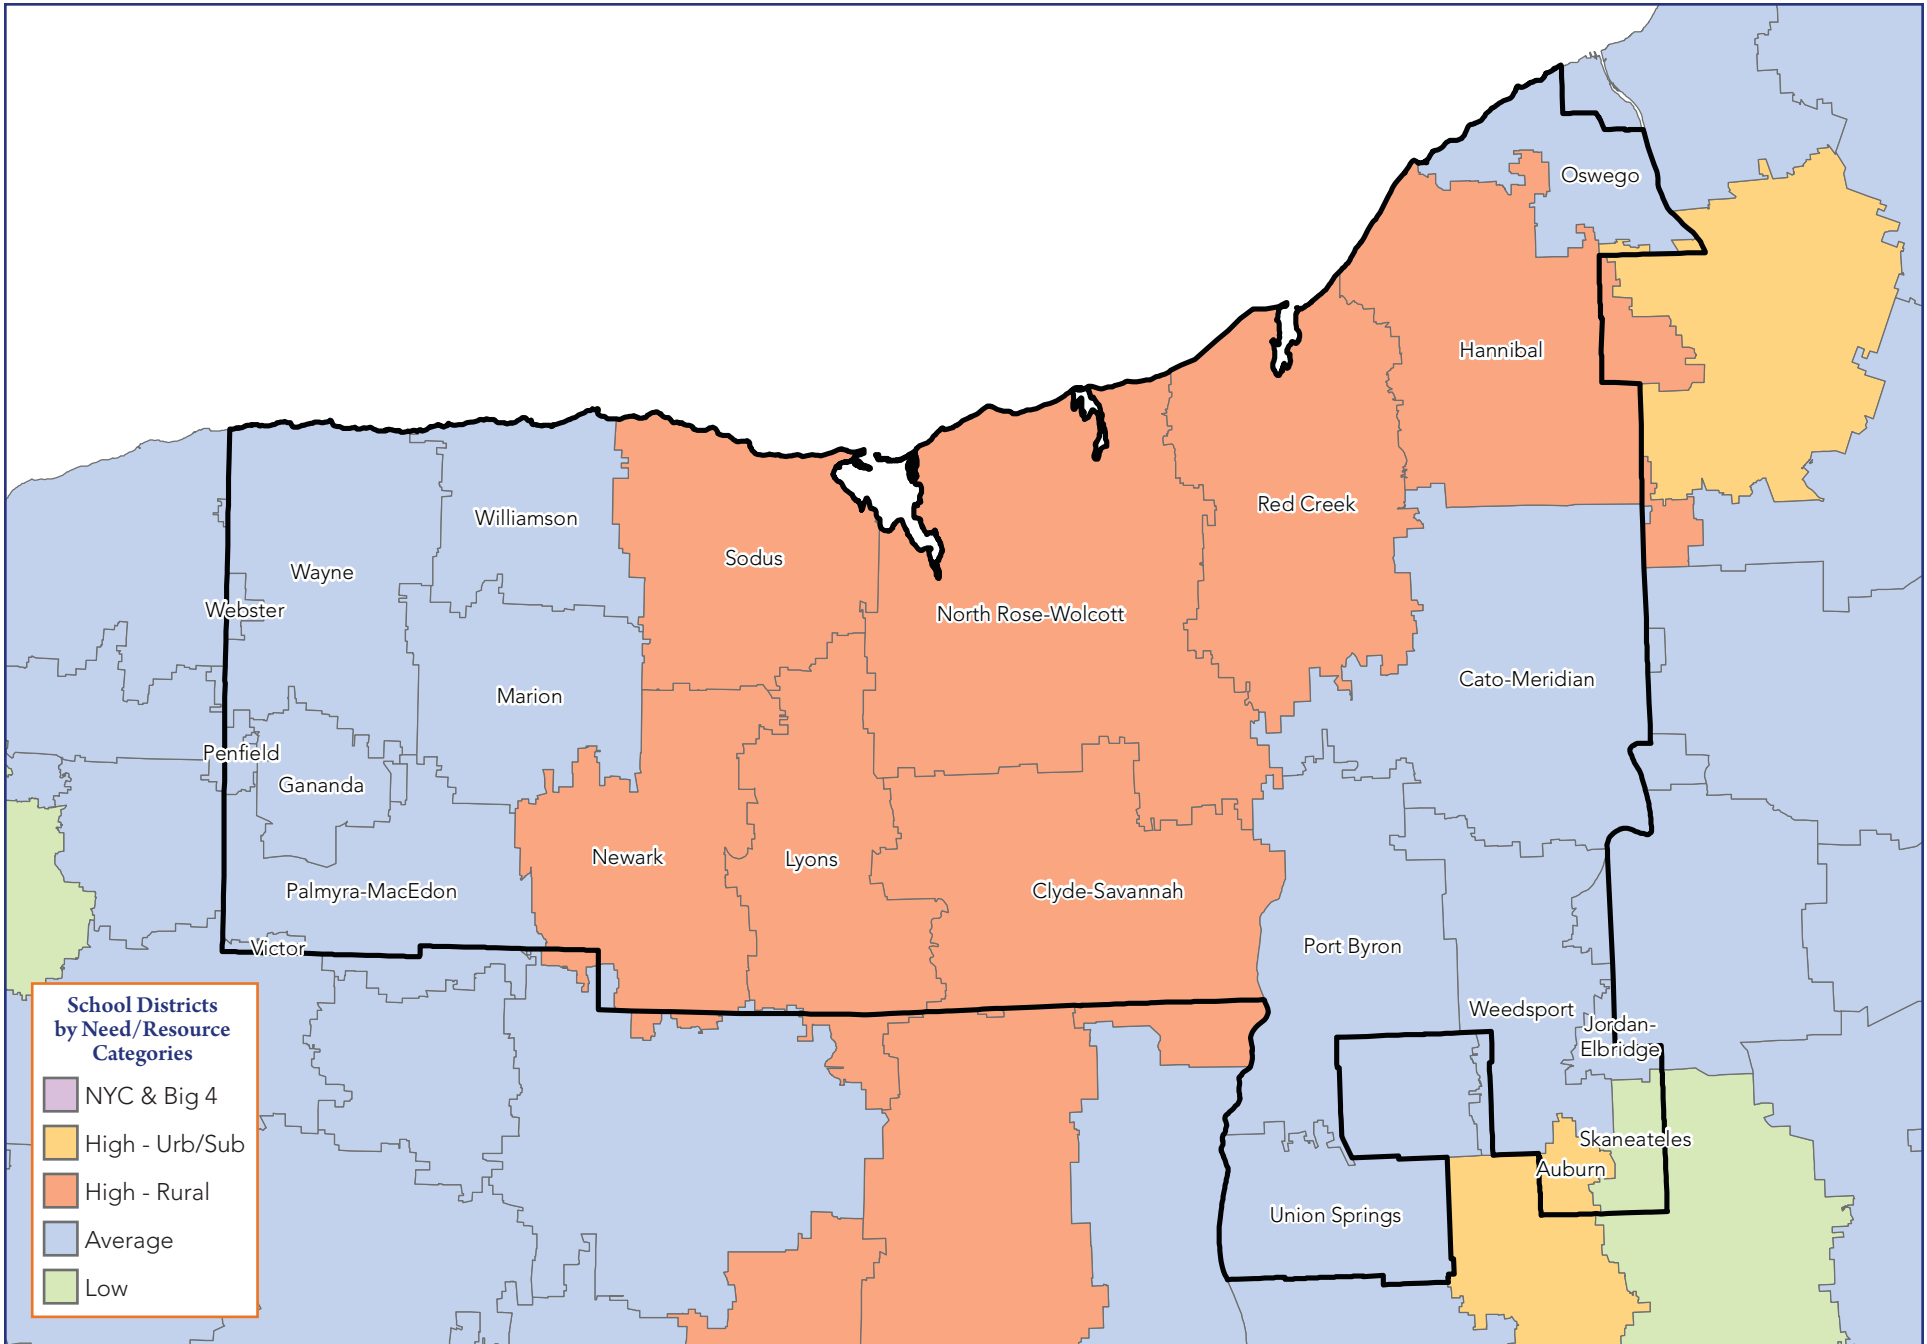 Oswego
Hannibal
Red Creek
Williamson
Sodus
Wayne
Webster
North Rose-Wolcott
Cato-Meridian
Marion
Penfield
Gananda
Newark
Lyons
Palmyra-MacEdon
Clyde-Savannah
Victor
Port Byron
Weedsport
Jordan-
Elbridge
Skaneateles
Auburn
Union Springs
School Districts
by Need/Resource
Categories
NYC & Big 4
High - Urb/Sub
High - Rural
Average
Low